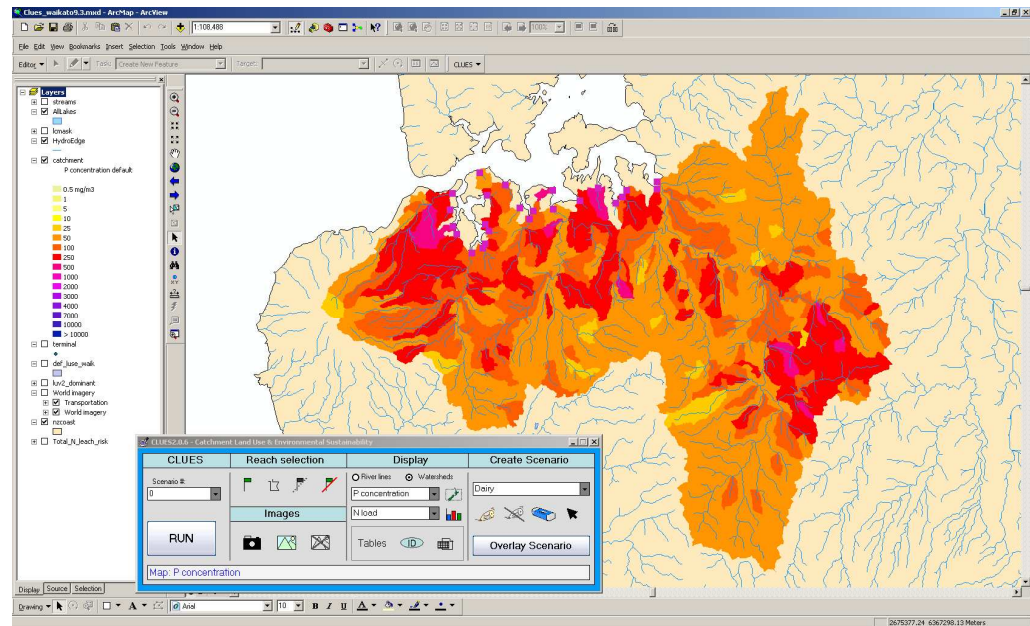 Clues_waikato9.3.mxd - ArcMap - ArcView
1:108,488
100%
File Edit View Bookmarks Insert Selection Tools Window Help
Editor Task: Create New Feature Target: CLUES
Layers
streams
AllLakes
lcmask
HydroEdge
catchment
P concentration default
0.5 mg/m3
1
5
10
25
50
100
250
500
1000
2000
3000
4000
7000
10000
> 10000
terminal
def_luse_waik
luv2_dominant
World imagery
Transportation
World imagery
nzcoast
Total_N_leach_risk
CLUES2.0.6 - Catchment Land Use & Environmental Sustainability
CLUES Reach selection Display Create Scenario
Scenario #:
0
River lines Watersheds
P concentration
Dairy
Images
N load
RUN
Tables ID
Overlay Scenario
Map: P concentration
Display Source Selection
Drawing A Arial 10 B I U A
2675377.24 6367298.13 Meters